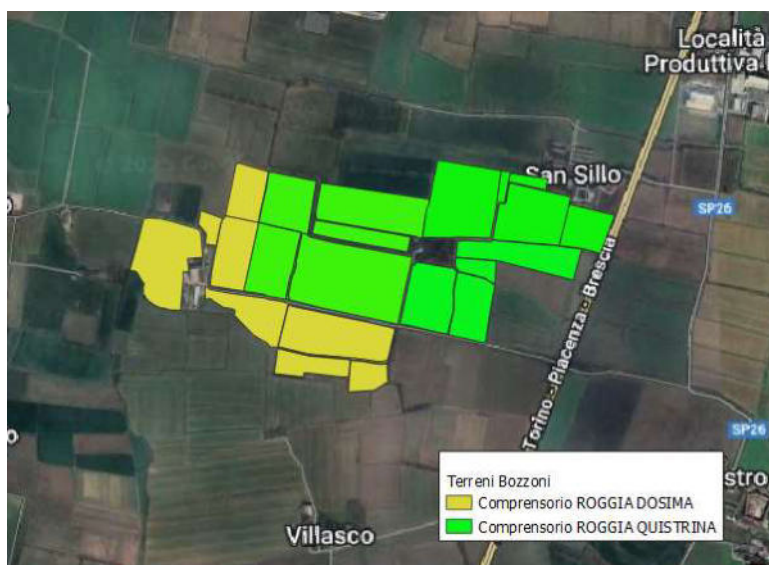 Località
Produttiva
San Sillo
SP26
Torino - Piacenza - Brescia
SP26
stro
Villasco
Terreni Bozzoni
Comprensorio ROGGIA DOSIMA
Comprensorio ROGGIA QUISTRINA